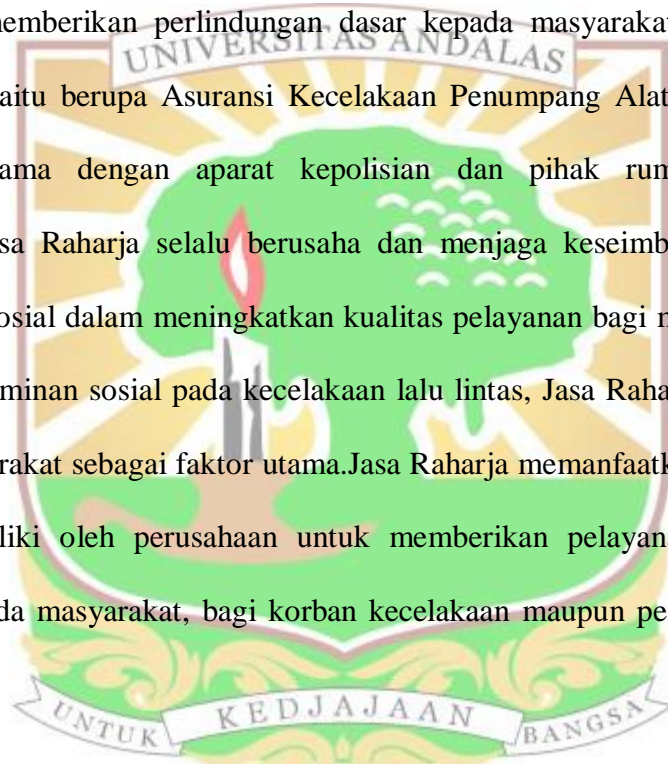 memberikan perlindungan dasar kepada masyarakat
UNIVERSITAS ANDALAS
aitu berupa Asuransi Kecelakaan Penumpang Alat
ama dengan aparat kepolisian dan pihak rum
sa Raharja selalu berusaha dan menjaga keseimb
osial dalam meningkatkan kualitas pelayanan bagi m
minan sosial pada kecelakaan lalu lintas, Jasa Raha
rakat sebagai faktor utama.Jasa Raharja memanfaatk
liki oleh perusahaan untuk memberikan pelayan
da masyarakat, bagi korban kecelakaan maupun pe
UNTUK KEDJAJAAN BANGSA